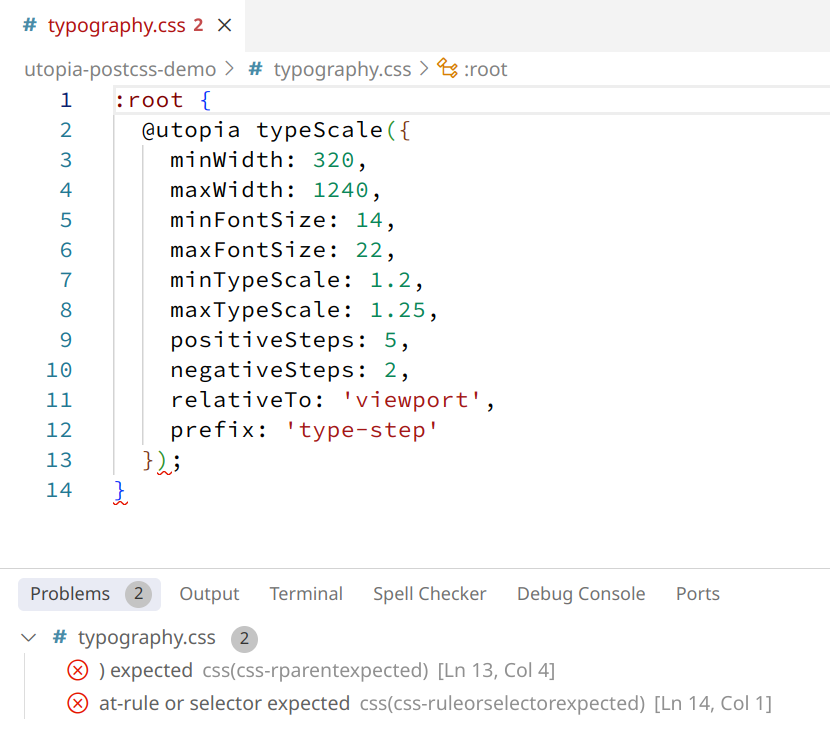 # typography.css 2 ×
utopia-postcss-demo > # typography.css > :root
1 :root {
2   @utopia typeScale({
3     minWidth: 320,
4     maxWidth: 1240,
5     minFontSize: 14,
6     maxFontSize: 22,
7     minTypeScale: 1.2,
8     maxTypeScale: 1.25,
9     positiveSteps: 5,
10     negativeSteps: 2,
11     relativeTo: 'viewport',
12     prefix: 'type-step'
13   });
14 }
Problems 2 Output Terminal Spell Checker Debug Console Ports
# typography.css 2
) expected css(css-rparentexpected) [Ln 13, Col 4]
at-rule or selector expected css(css-ruleorselectorexpected) [Ln 14, Col 1]